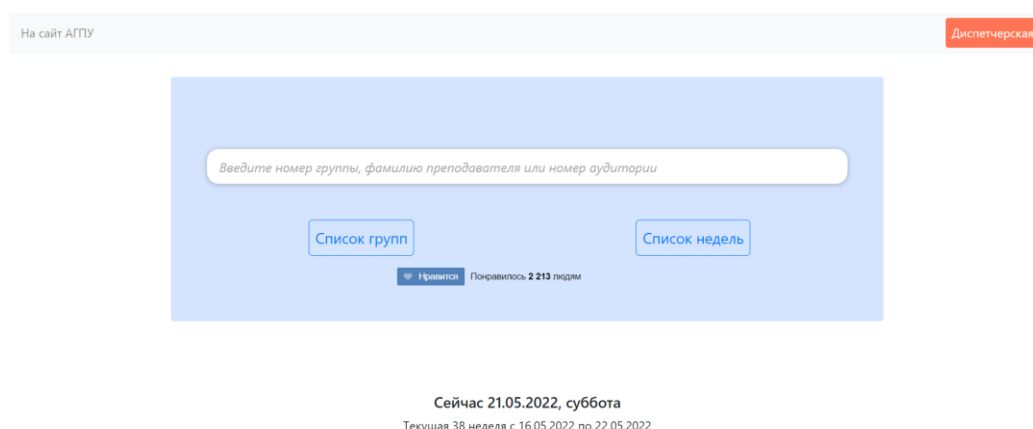 На сайт АГПУ
Диспетчерская
Введите номер группы, фамилию преподавателя или номер аудитории
Список групп
Список недель
Нравится Понравилось 2 213 людям
Сейчас 21.05.2022, суббота
Текущая 38 неделя с 16.05.2022 по 22.05.2022